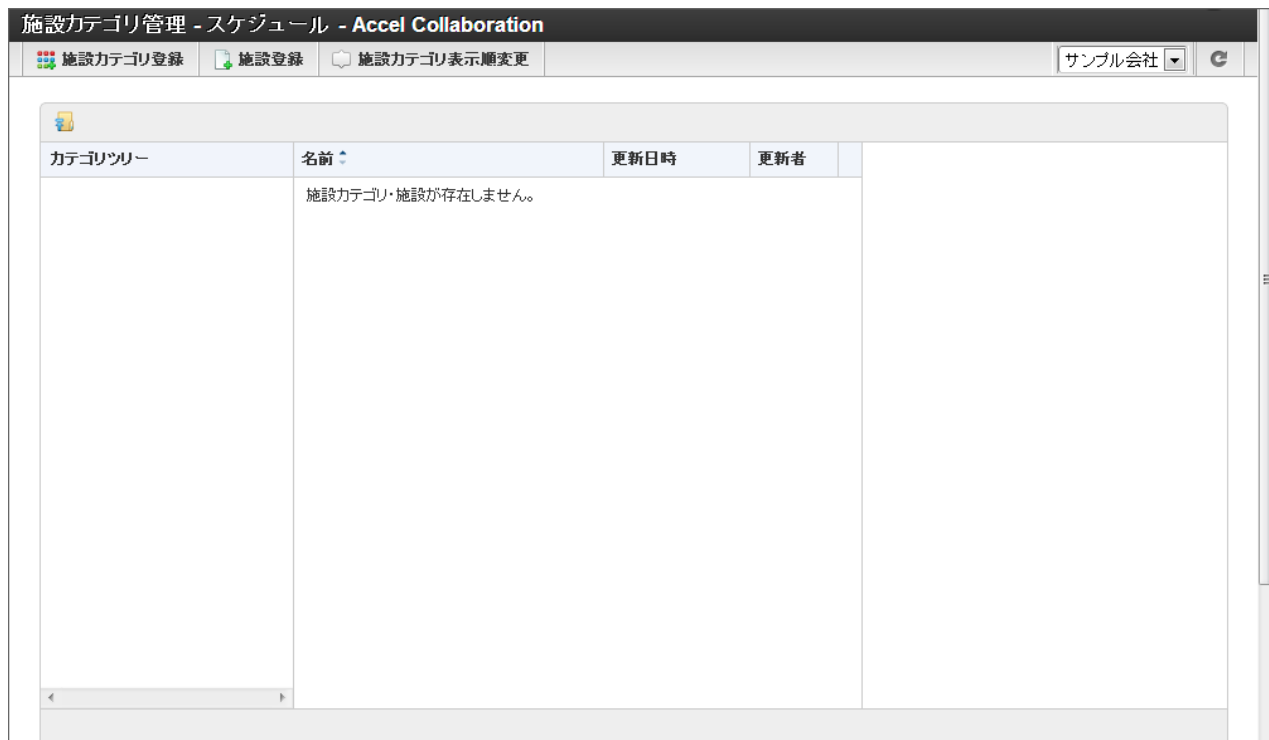 施設カテゴリ管理 - スケジュール - Accel Collaboration
施設カテゴリ登録 施設登録 施設カテゴリ表示順変更 サンプル会社
カテゴリツリー 名前 更新日時 更新者
施設カテゴリ・施設が存在しません。